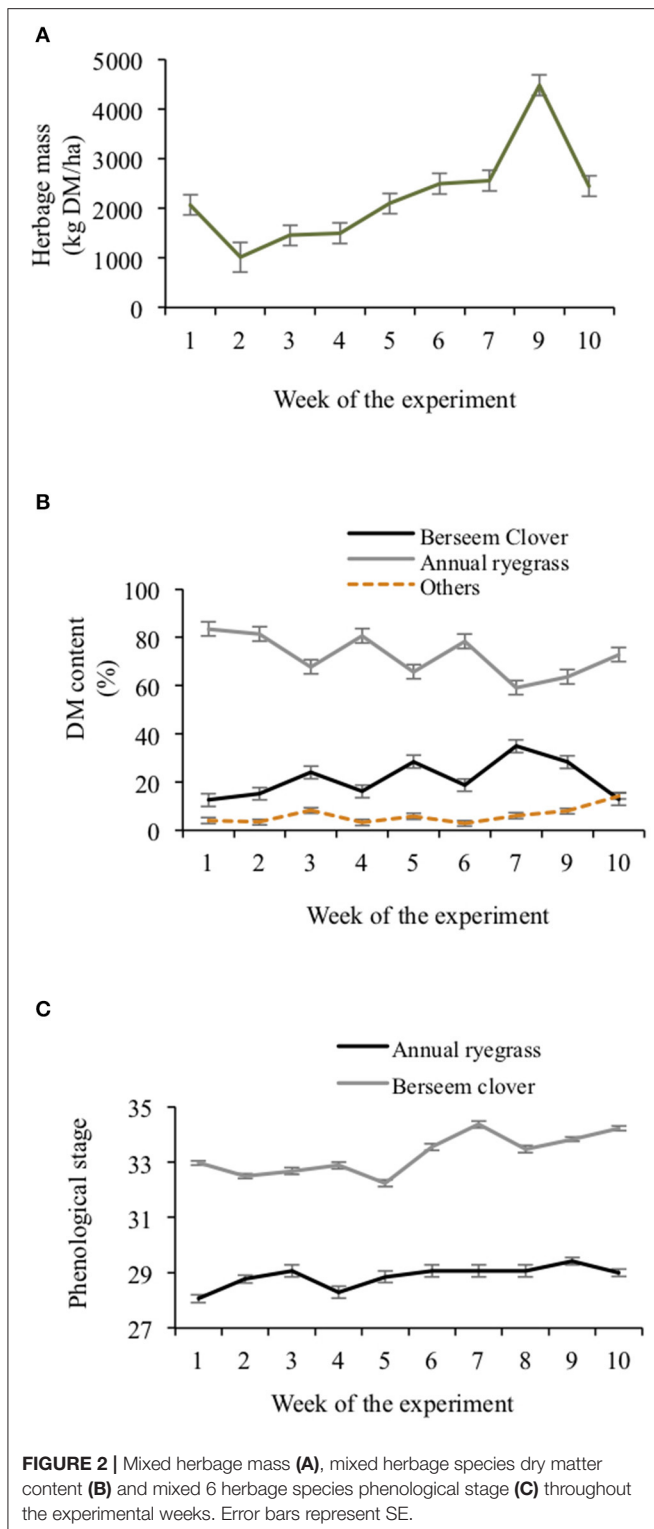 A
5000
4000
3000
2000
1000
0
Herbage mass
(kg DM/ha)
1 2 3 4 5 6 7 9 10
Week of the experiment
B
Berseem Clover
Annual ryegrass
Others
100
80
60
40
20
0
DM content
(%)
1 2 3 4 5 6 7 9 10
Week of the experiment
C
Annual ryegrass
Berseem clover
35
33
31
29
27
Phenological stage
1 2 3 4 5 6 7 8 9 10
Week of the experiment
FIGURE 2 | Mixed herbage mass (A), mixed herbage species dry matter
content (B) and mixed 6 herbage species phenological stage (C) throughout
the experimental weeks. Error bars represent SE.